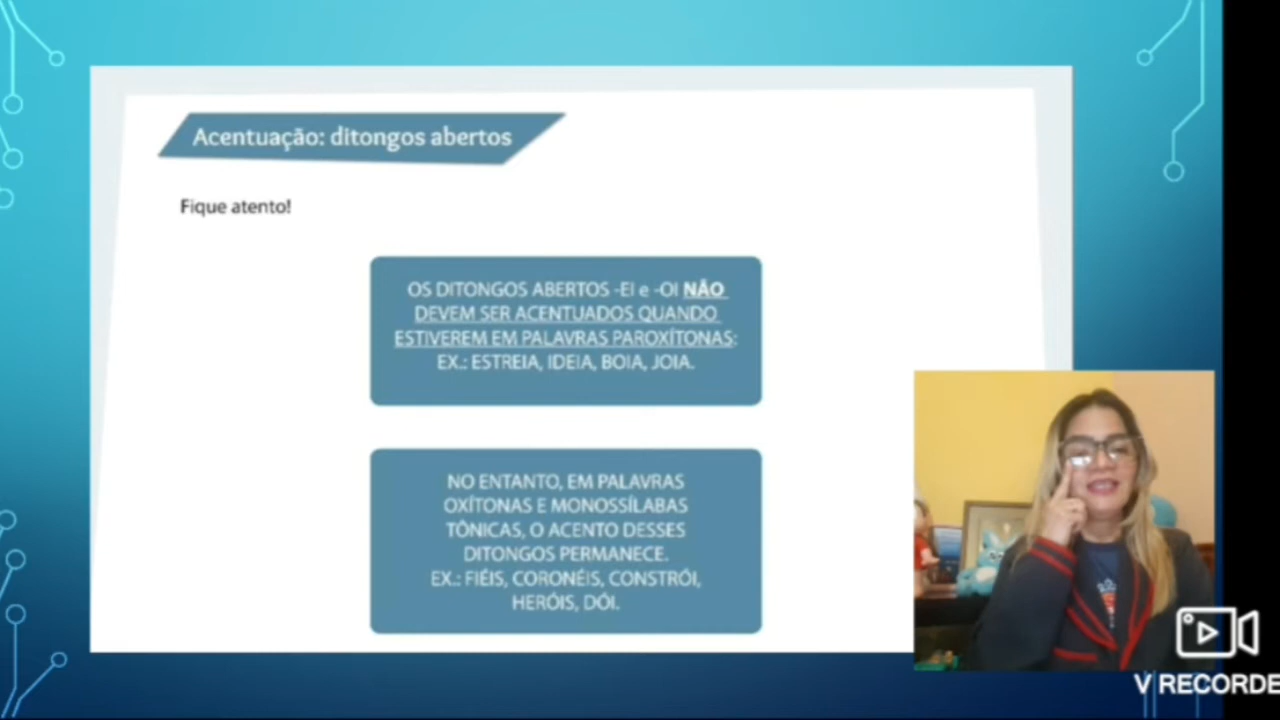 Acentuação: ditongos abertos
Fique atento!
OS DITONGOS ABERTOS -EI e -OI NÃO
DEVEM SER ACENTUADOS QUANDO
ESTIVEREM EM PALAVRAS PAROXÍTONAS:
EX.: ESTREIA, IDEIA, BOIA, JOIA.
NO ENTANTO, EM PALAVRAS
OXÍTONAS E MONOSSÍLABAS
TÔNICAS, O ACENTO DESSES
DITONGOS PERMANECE.
EX.: FIÉIS, CORONÉIS, CONSTRÓI,
HERÓIS, DÓI.
V RECORDE